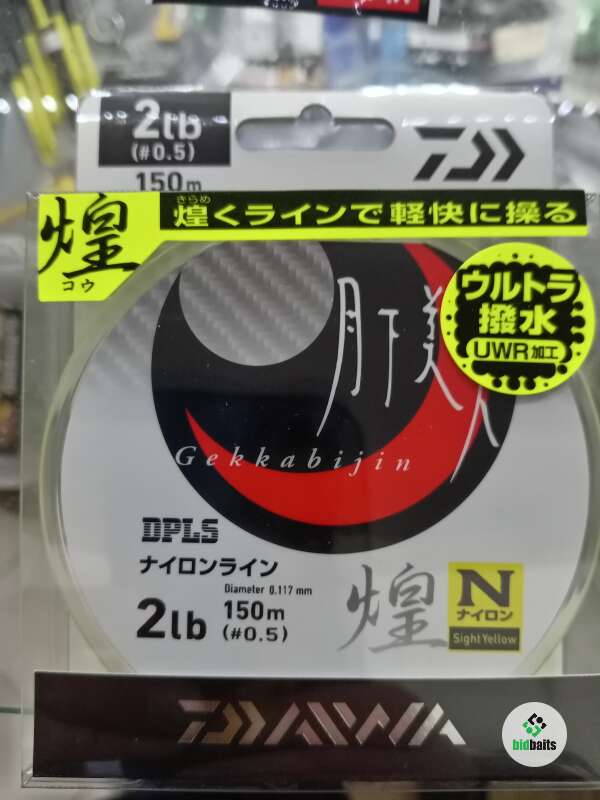 2lb
(#0.5)
150m
煌
コウ
きらめ
煌くラインで軽快に操る
ウルトラ
撥水
UWR加工
月下美人
Gekkabijin
DPLS
ナイロンライン
Diameter 0.117 mm
2lb
150m
(#0.5)
煌
N
ナイロン
Sight Yellow
DAIWA
bidbaits